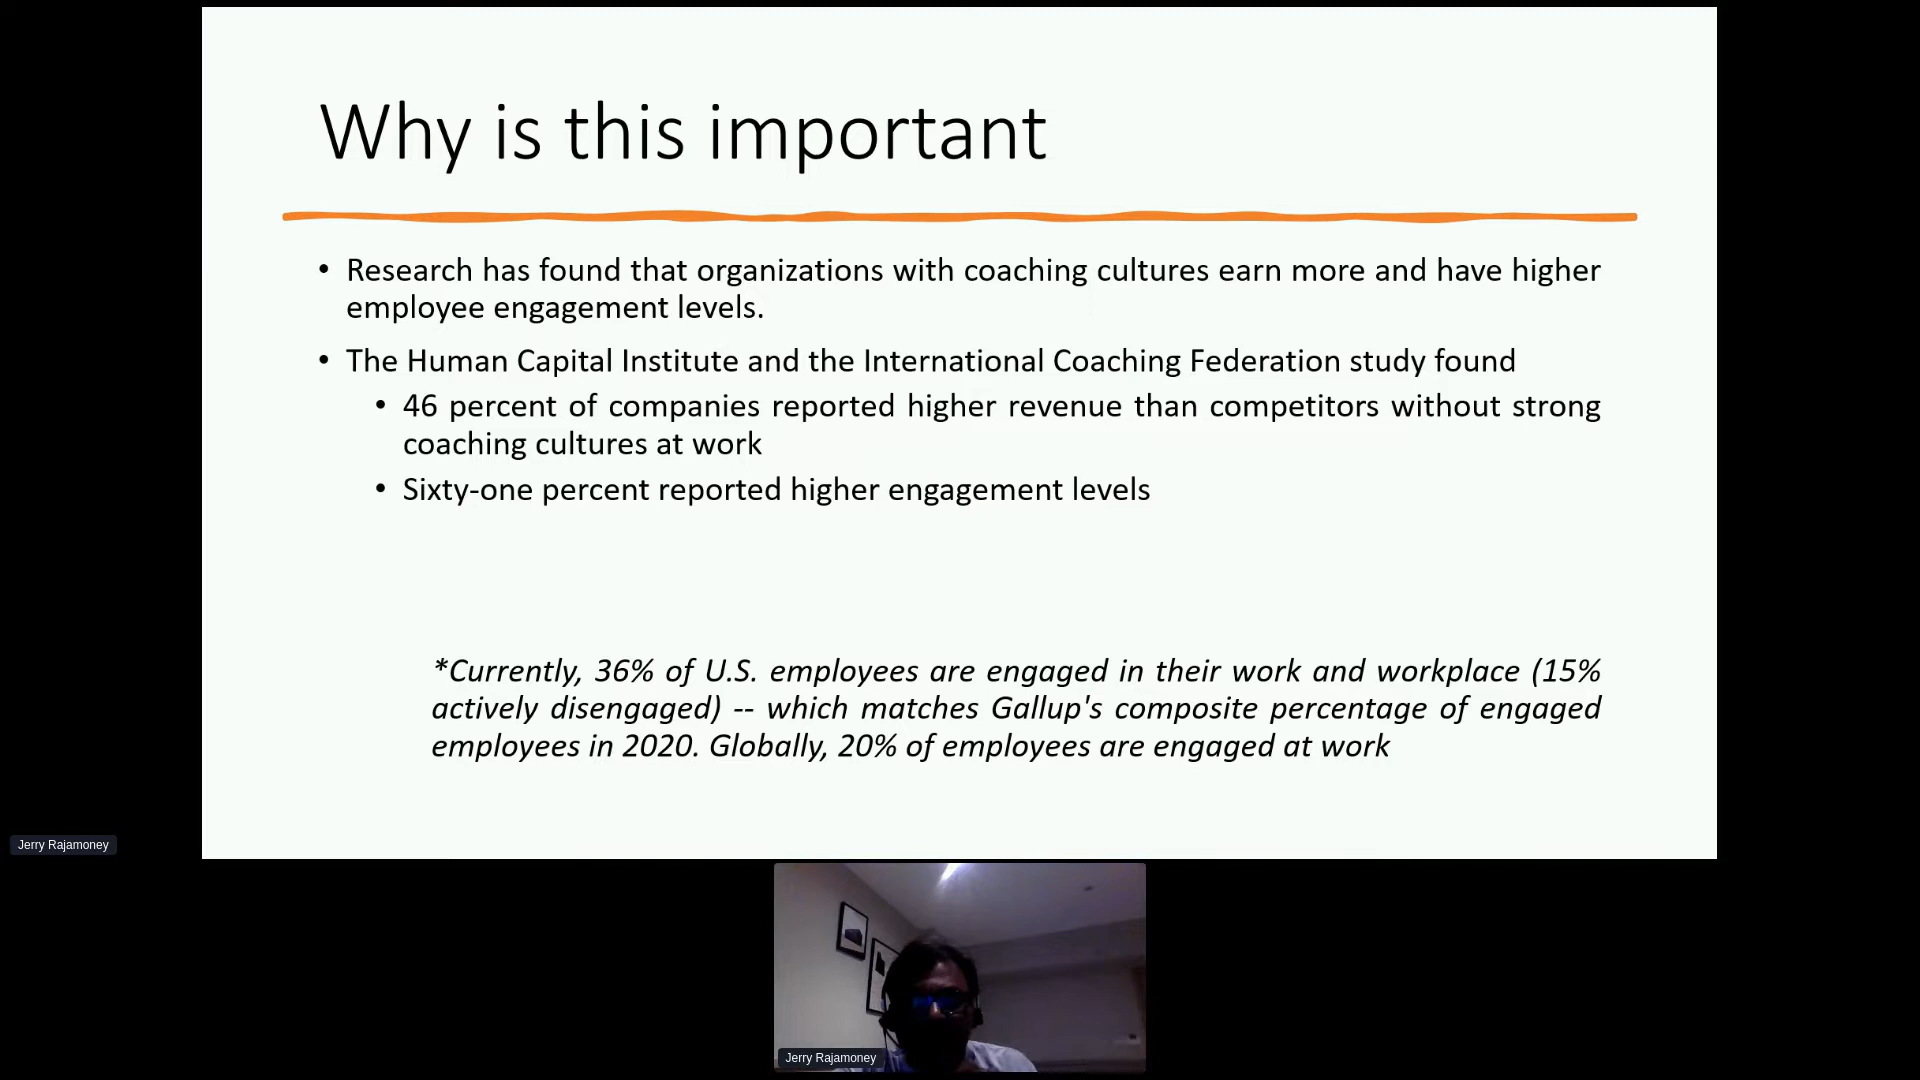 Why is this important
• Research has found that organizations with coaching cultures earn more and have higher
employee engagement levels.
• The Human Capital Institute and the International Coaching Federation study found
• 46 percent of companies reported higher revenue than competitors without strong
coaching cultures at work
• Sixty-one percent reported higher engagement levels
*Currently, 36% of U.S. employees are engaged in their work and workplace (15%
actively disengaged) -- which matches Gallup's composite percentage of engaged
employees in 2020. Globally, 20% of employees are engaged at work
Jerry Rajamoney
Jerry Rajamoney